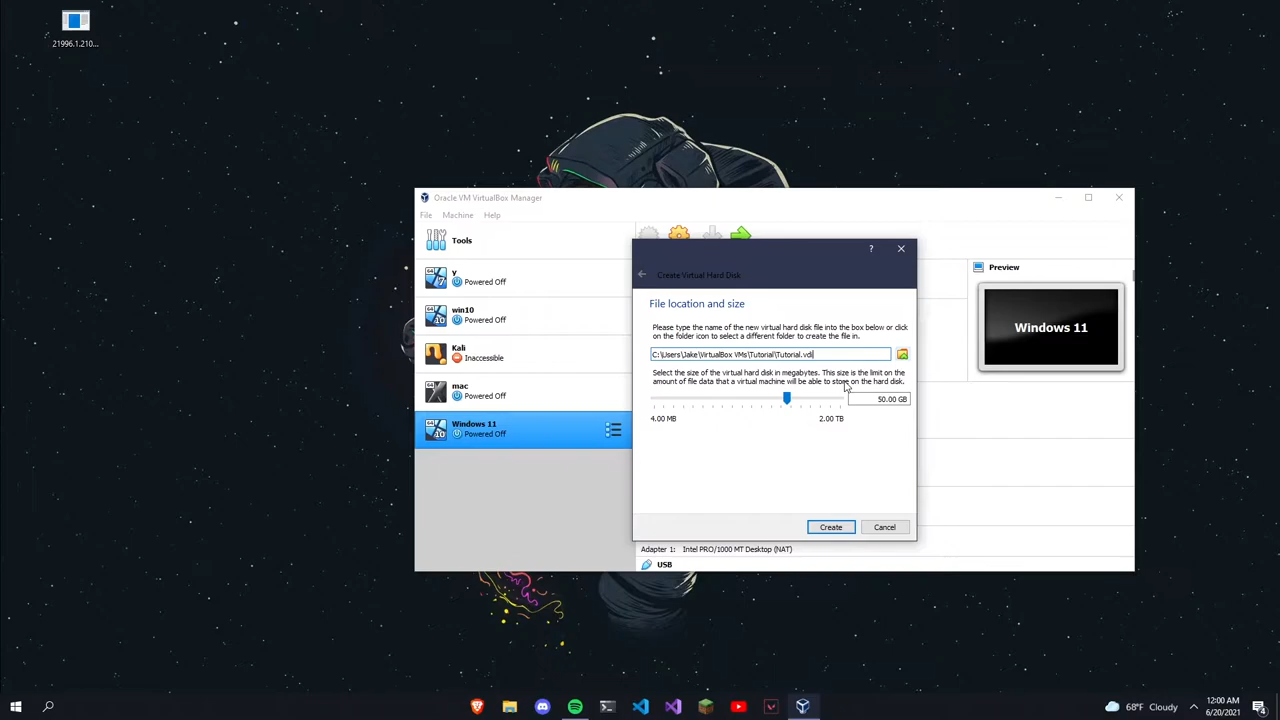 21996.1.210...
Oracle VM VirtualBox Manager
File
Machine
Help
Tools
64
7
y
Powered Off
64
10
win10
Powered Off
Kali
Inaccessible
64
mac
Powered Off
64
10
Windows 11
Powered Off
?
Create Virtual Hard Disk
File location and size
Please type the name of the new virtual hard disk file into the box below or click
on the folder icon to select a different folder to create the file in.
C:\Users\Jake\VirtualBox VMs\Tutorial\Tutorial.vdi
Select the size of the virtual hard disk in megabytes. This size is the limit on the
amount of file data that a virtual machine will be able to store on the hard disk.
50.00 GB
4.00 MB
2.00 TB
Create
Cancel
Preview
Windows 11
Adapter 1: Intel PRO/1000 MT Desktop (NAT)
USB
68°F Cloudy
12:00 AM
6/20/2021